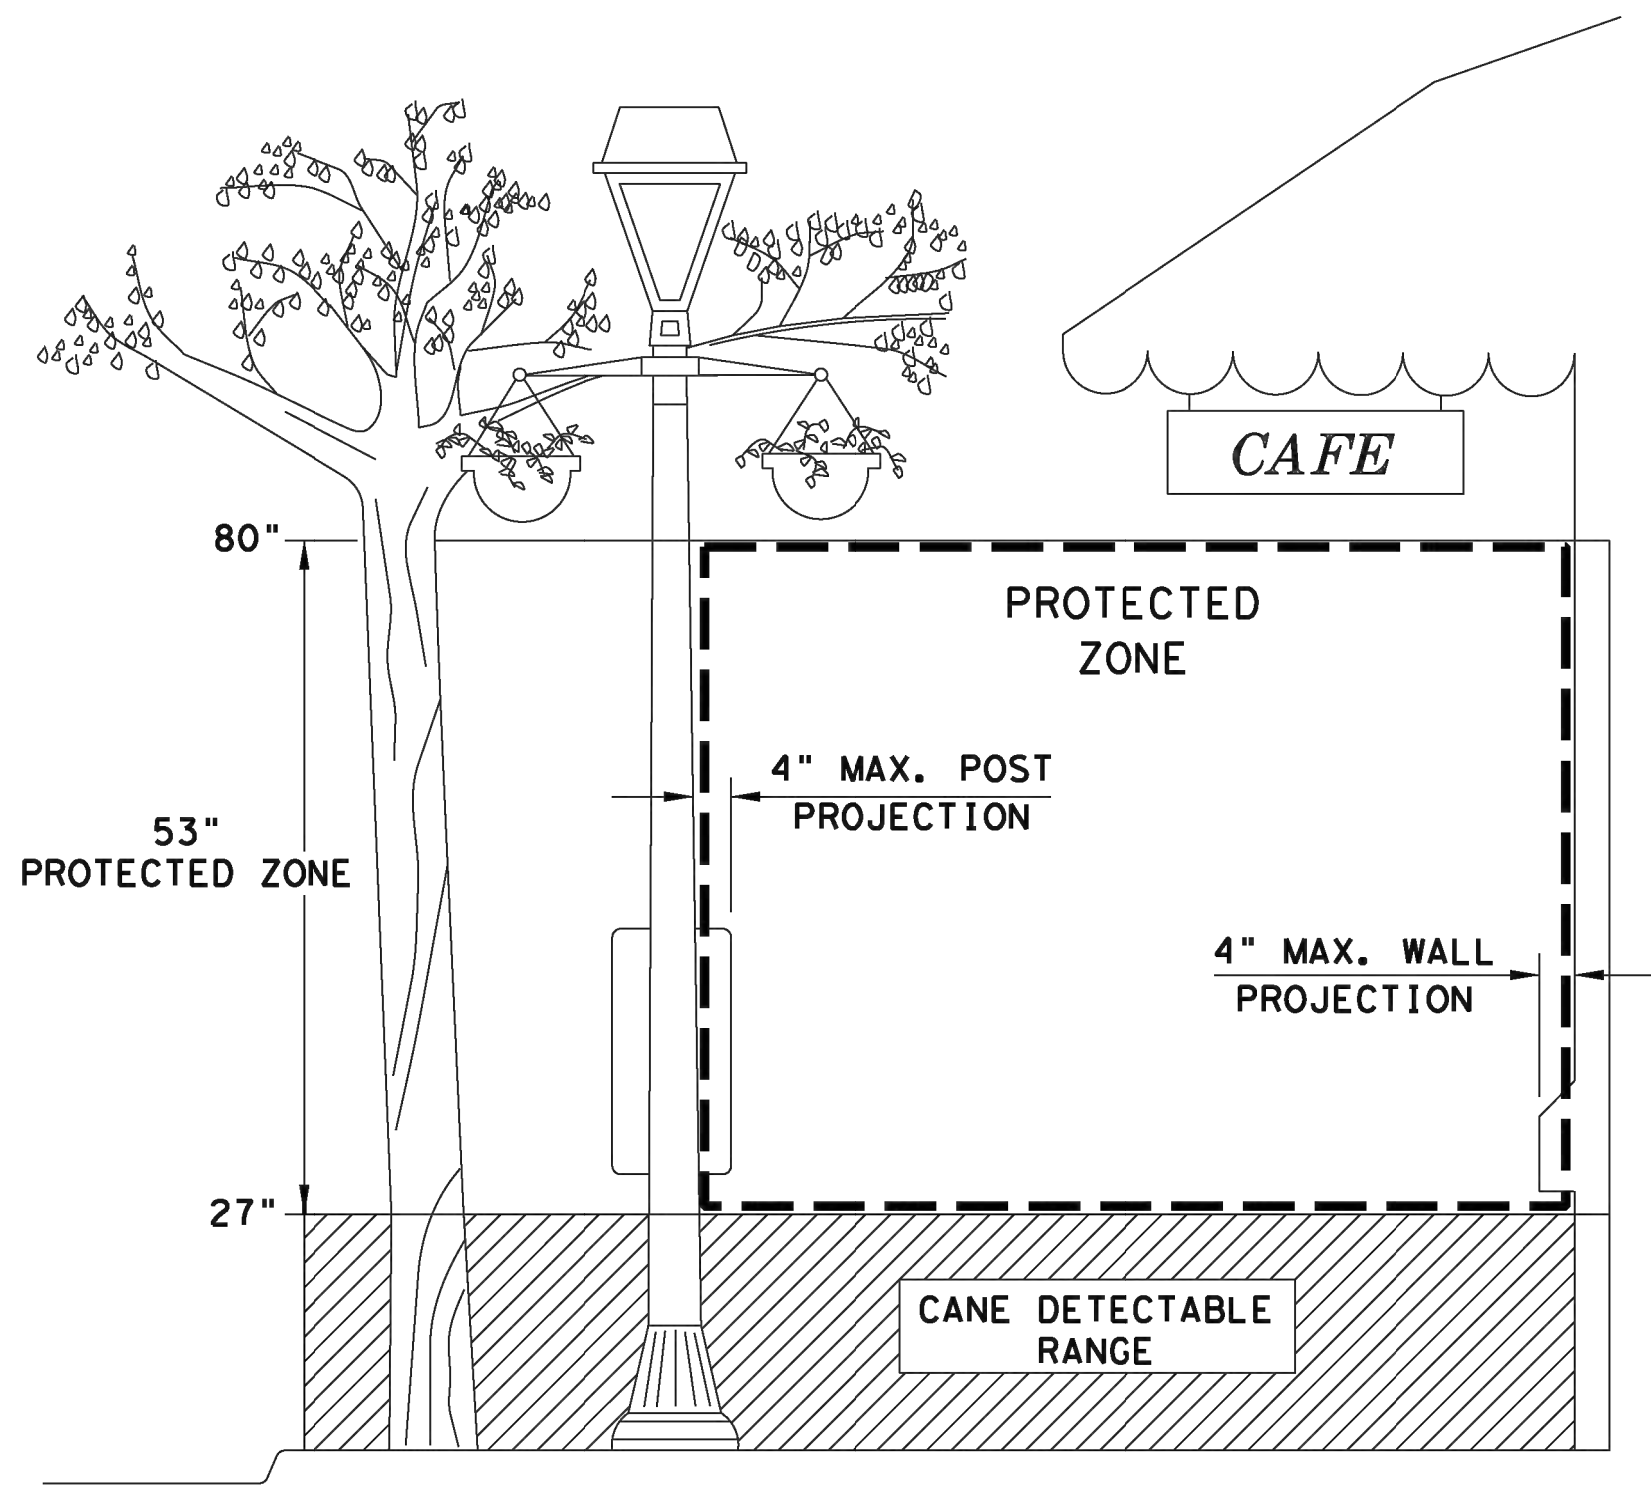 CAFE
80"
PROTECTED
ZONE
4" MAX. POST
PROJECTION
53"
PROTECTED ZONE
4" MAX. WALL
PROJECTION
27"
CANE DETECTABLE
RANGE